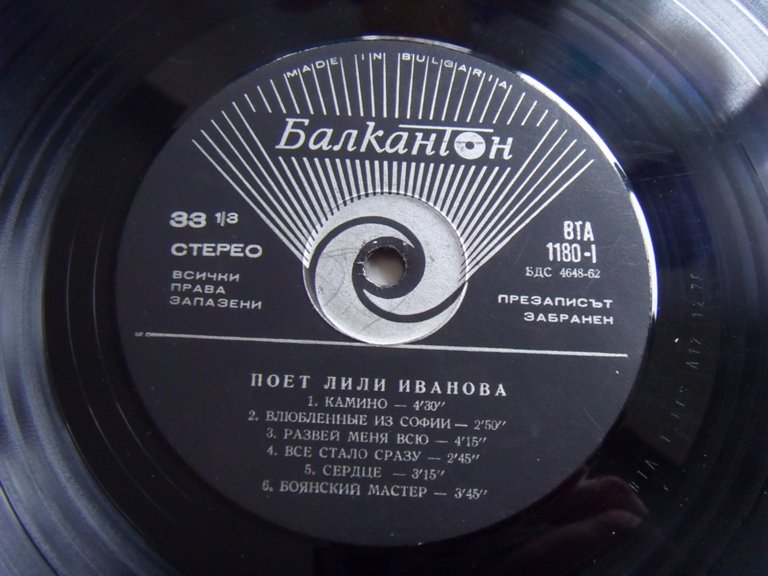 MADE IN BULGARIA
Балкантон
33 1/3
СТЕРЕО
ВСИЧКИ
ПРАВА
ЗАПАЗЕНИ
ВТА
1180-I
БДС 4648-62
ПРЕЗАПИСЪТ
ЗАБРАНЕН
ПОЕТ ЛИЛИ ИВАНОВА
1. КАМИНО — 4'30"
2. ВЛЮБЛЕННЫЕ ИЗ СОФИИ — 2'50"
3. РАЗВЕЙ МЕНЯ ВСЮ — 4'15"
4. ВСЕ СТАЛО СРАЗУ — 2'45"
5. СЕРДЦЕ — 3'15"
6. БОЯНСКИЙ МАСТЕР — 3'45"
ВТА